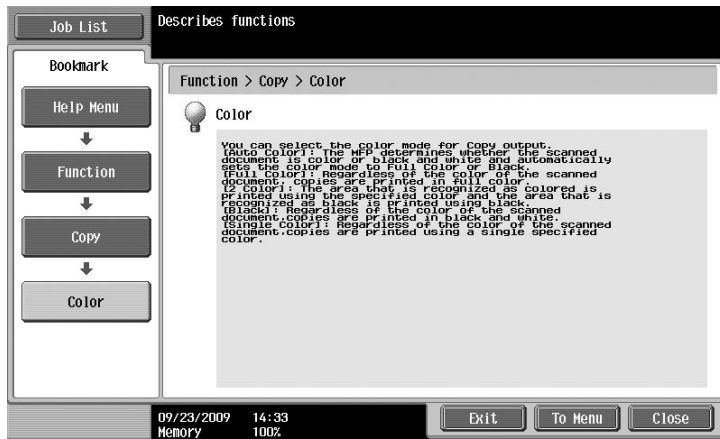 Job List
Describes functions
Bookmark
Help Menu
Function
Copy
Color
Function > Copy > Color
Color
You can select the color mode for Copy output.
[Auto Color]: The MFP determines whether the scanned
document is color or black and white and automatically
sets the color mode to Full Color or Black.
[Full Color]: Regardless of the color of the scanned
document, copies are printed in full color.
[2 Color]: The area that is recognized as colored is
printed using the specified color and the area that is
recognized as black is printed using black.
[Black]: Regardless of the color of the scanned
document,copies are printed in black and white.
[Single Color]: Regardless of the color of the scanned
document,copies are printed using a single specified
color.
09/23/2009 14:33
Memory 100%
Exit
To Menu
Close